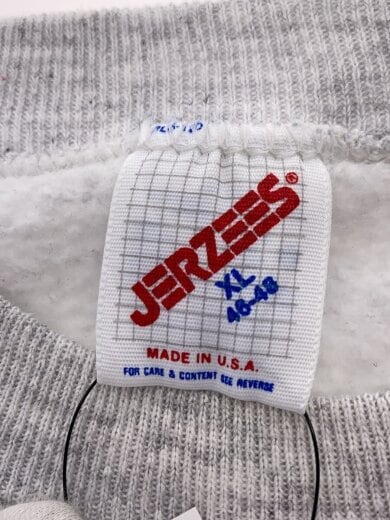 JERZEES®
XL
46-48
MADE IN U.S.A.
FOR CARE & CONTENT SEE REVERSE